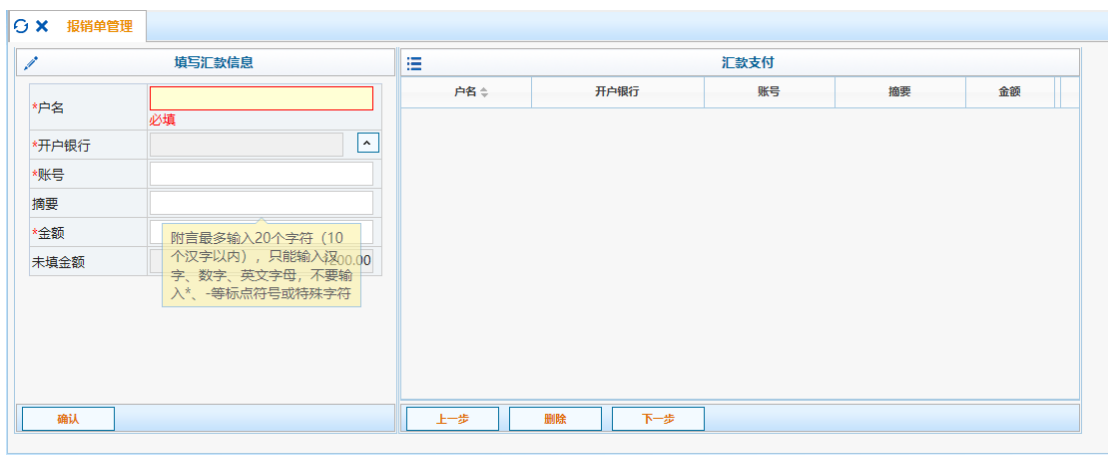 报销单管理
填写汇款信息
*户名
必填
*开户银行
*账号
摘要
*金额
未填金额
附言最多输入20个字符（10
个汉字以内），只能输入汉
字、数字、英文字母，不要输
入*、-等标点符号或特殊字符
确认
汇款支付
户名 开户银行 账号 摘要 金额
上一步 删除 下一步